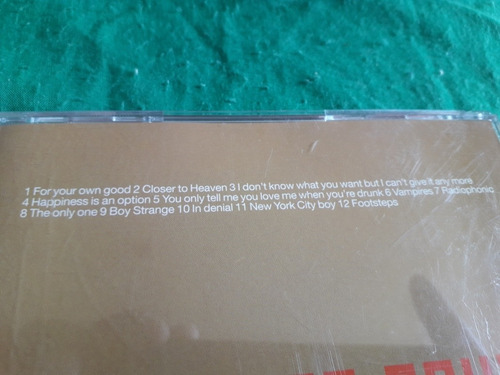 1 For your own good 2 Closer to Heaven 3 I don't know what you want but I can't give it any more
4 Happiness is an option 5 You only tell me you love me when you're drunk 6 Vampires 7 Radiophonic
8 The only one 9 Boy Strange 10 In denial 11 New York City boy 12 Footsteps